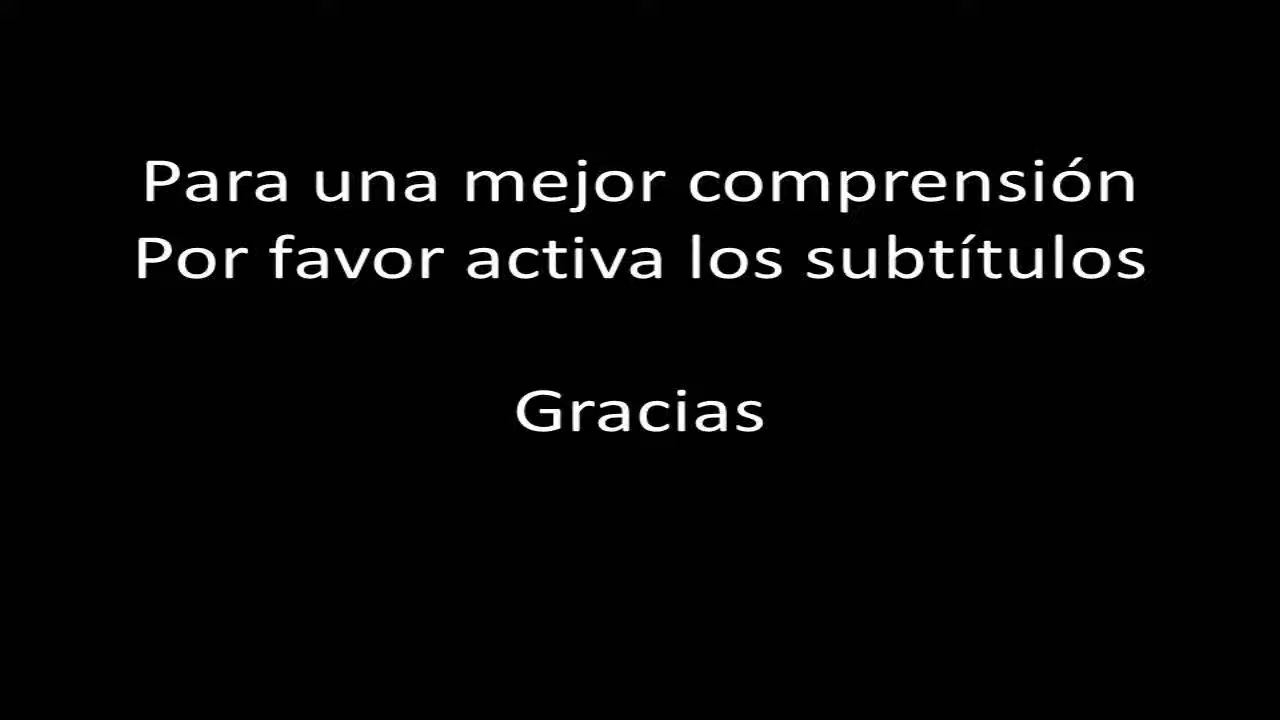 Para una mejor comprensión
Por favor activa los subtítulos
Gracias